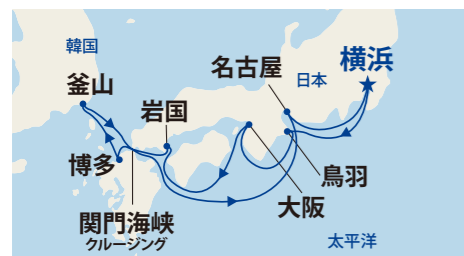 韓国
釜山
岩国
名古屋
日本
横浜
博多
鳥羽
大阪
関門海峡
クルージング
太平洋